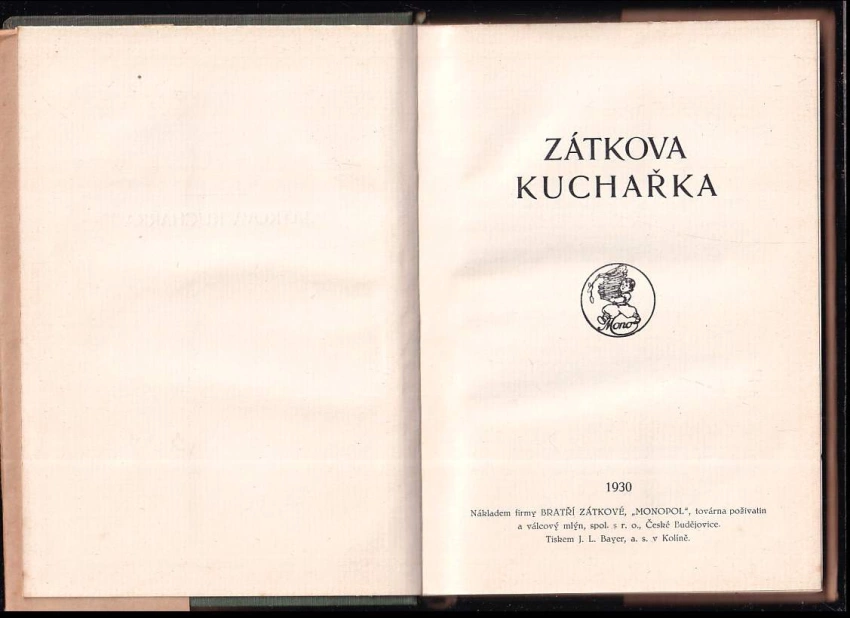 ZÁTKOVA
KUCHAŘKA
Mono
1930
Nákladem firmy BRATŘÍ ZÁTKOVÉ, „MONOPOL“, továrna poživatin
a válcový mlýn, spol. s r. o., České Budějovice.
Tiskem J. L. Bayer, a. s. v Kolíně.